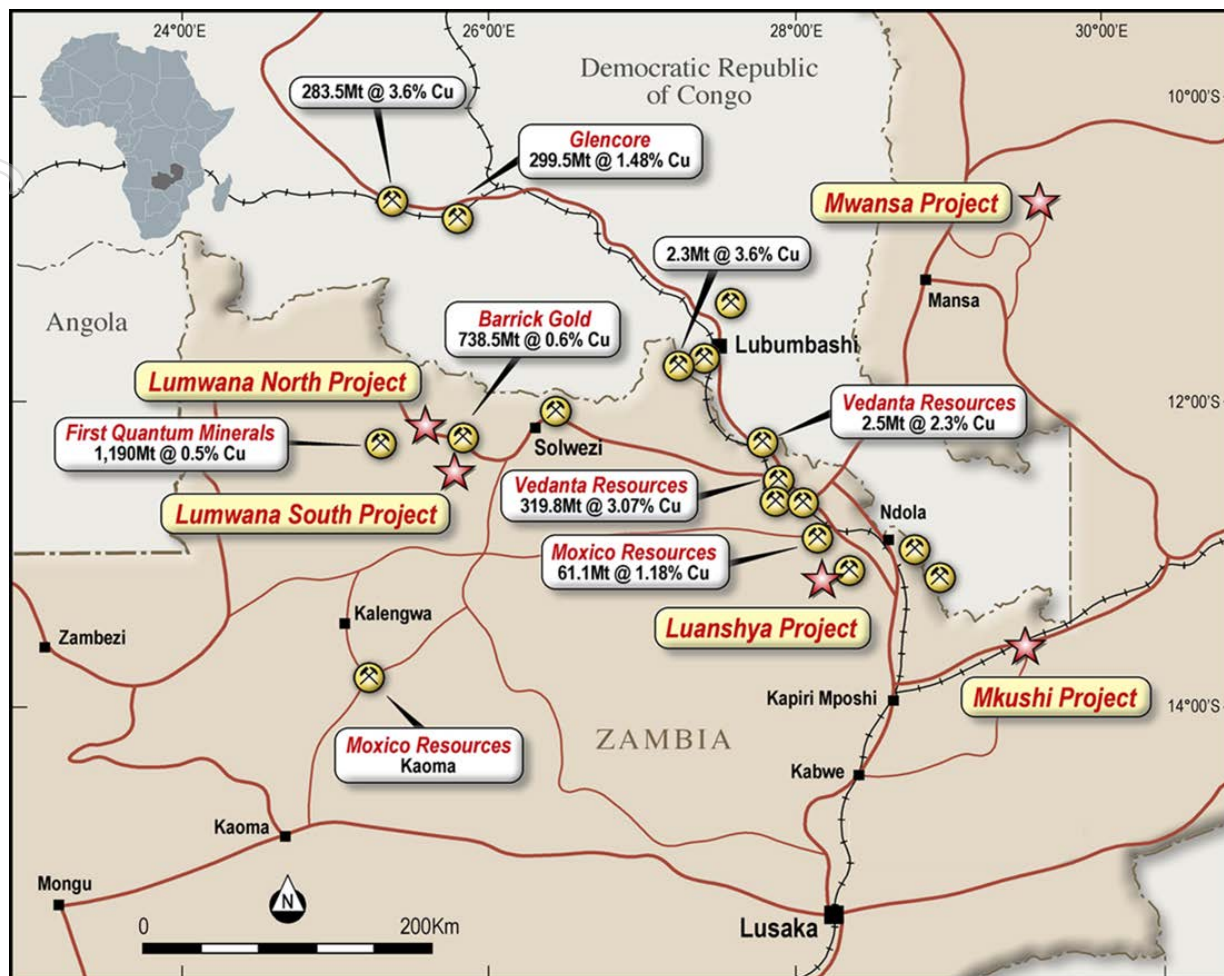 24°00'E
26°00'E
28°00'E
30°00'E
Democratic Republic
of Congo
10°00'S
283.5Mt @ 3.6% Cu
Glencore
299.5Mt @ 1.48% Cu
Mwansa Project
2.3Mt @ 3.6% Cu
Mansa
Angola
Barrick Gold
738.5Mt @ 0.6% Cu
Lubumbashi
Lumwana North Project
12°00'S
Vedanta Resources
2.5Mt @ 2.3% Cu
First Quantum Minerals
1,190Mt @ 0.5% Cu
Solwezi
Vedanta Resources
319.8Mt @ 3.07% Cu
Lumwana South Project
Ndola
Moxico Resources
61.1Mt @ 1.18% Cu
Kalengwa
Luanshya Project
Zambezi
Kapiri Mposhi
Mkushi Project
14°00'S
ZAMBIA
Moxico Resources
Kaoma
Kabwe
Kaoma
Mongu
N
0
200Km
Lusaka